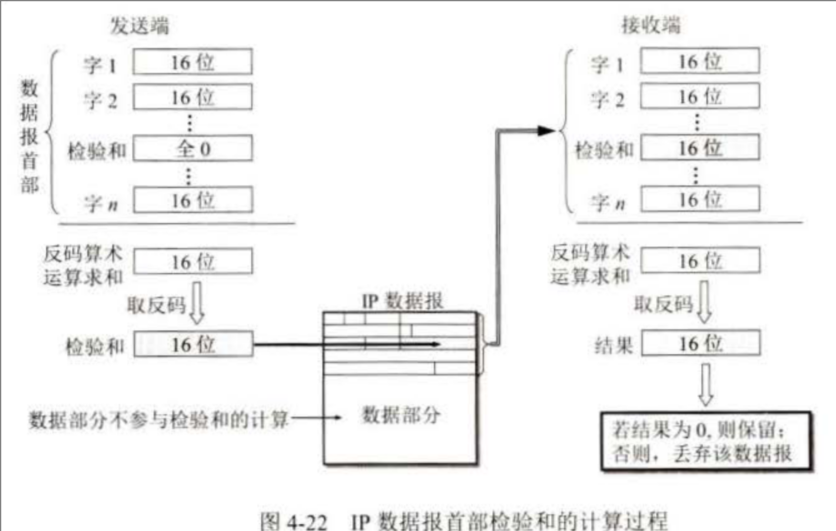 发送端
数据报首部
字 1 16 位
字 2 16 位
⋮
检验和 全 0
⋮
字 n 16 位
反码算术
运算求和 16 位
取反码
检验和 16 位
数据部分不参与检验和的计算
IP 数据报
数据部分
接收端
字 1 16 位
字 2 16 位
⋮
检验和 16 位
⋮
字 n 16 位
反码算术
运算求和 16 位
取反码
结果 16 位
若结果为 0, 则保留;
否则，丢弃该数据报
图 4-22 IP 数据报首部检验和的计算过程